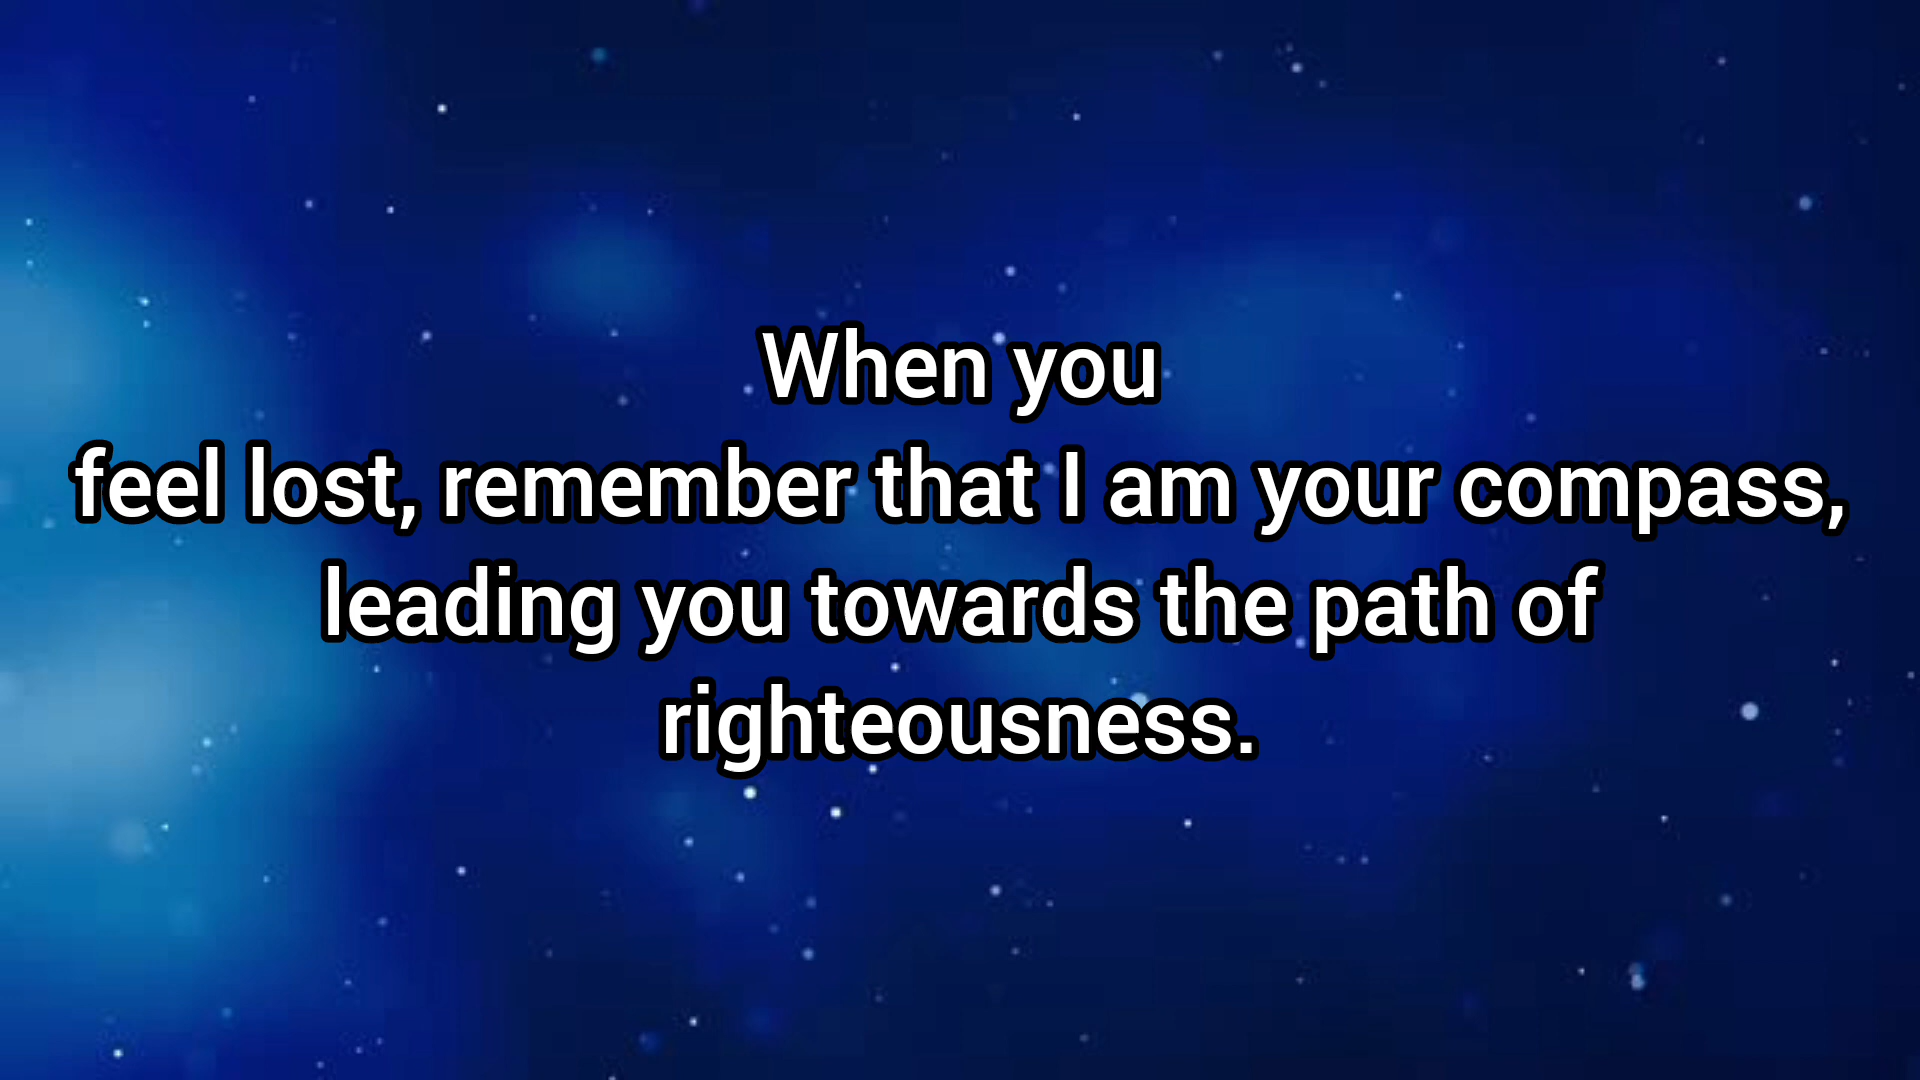 When you
feel lost, remember that I am your compass,
leading you towards the path of
righteousness.